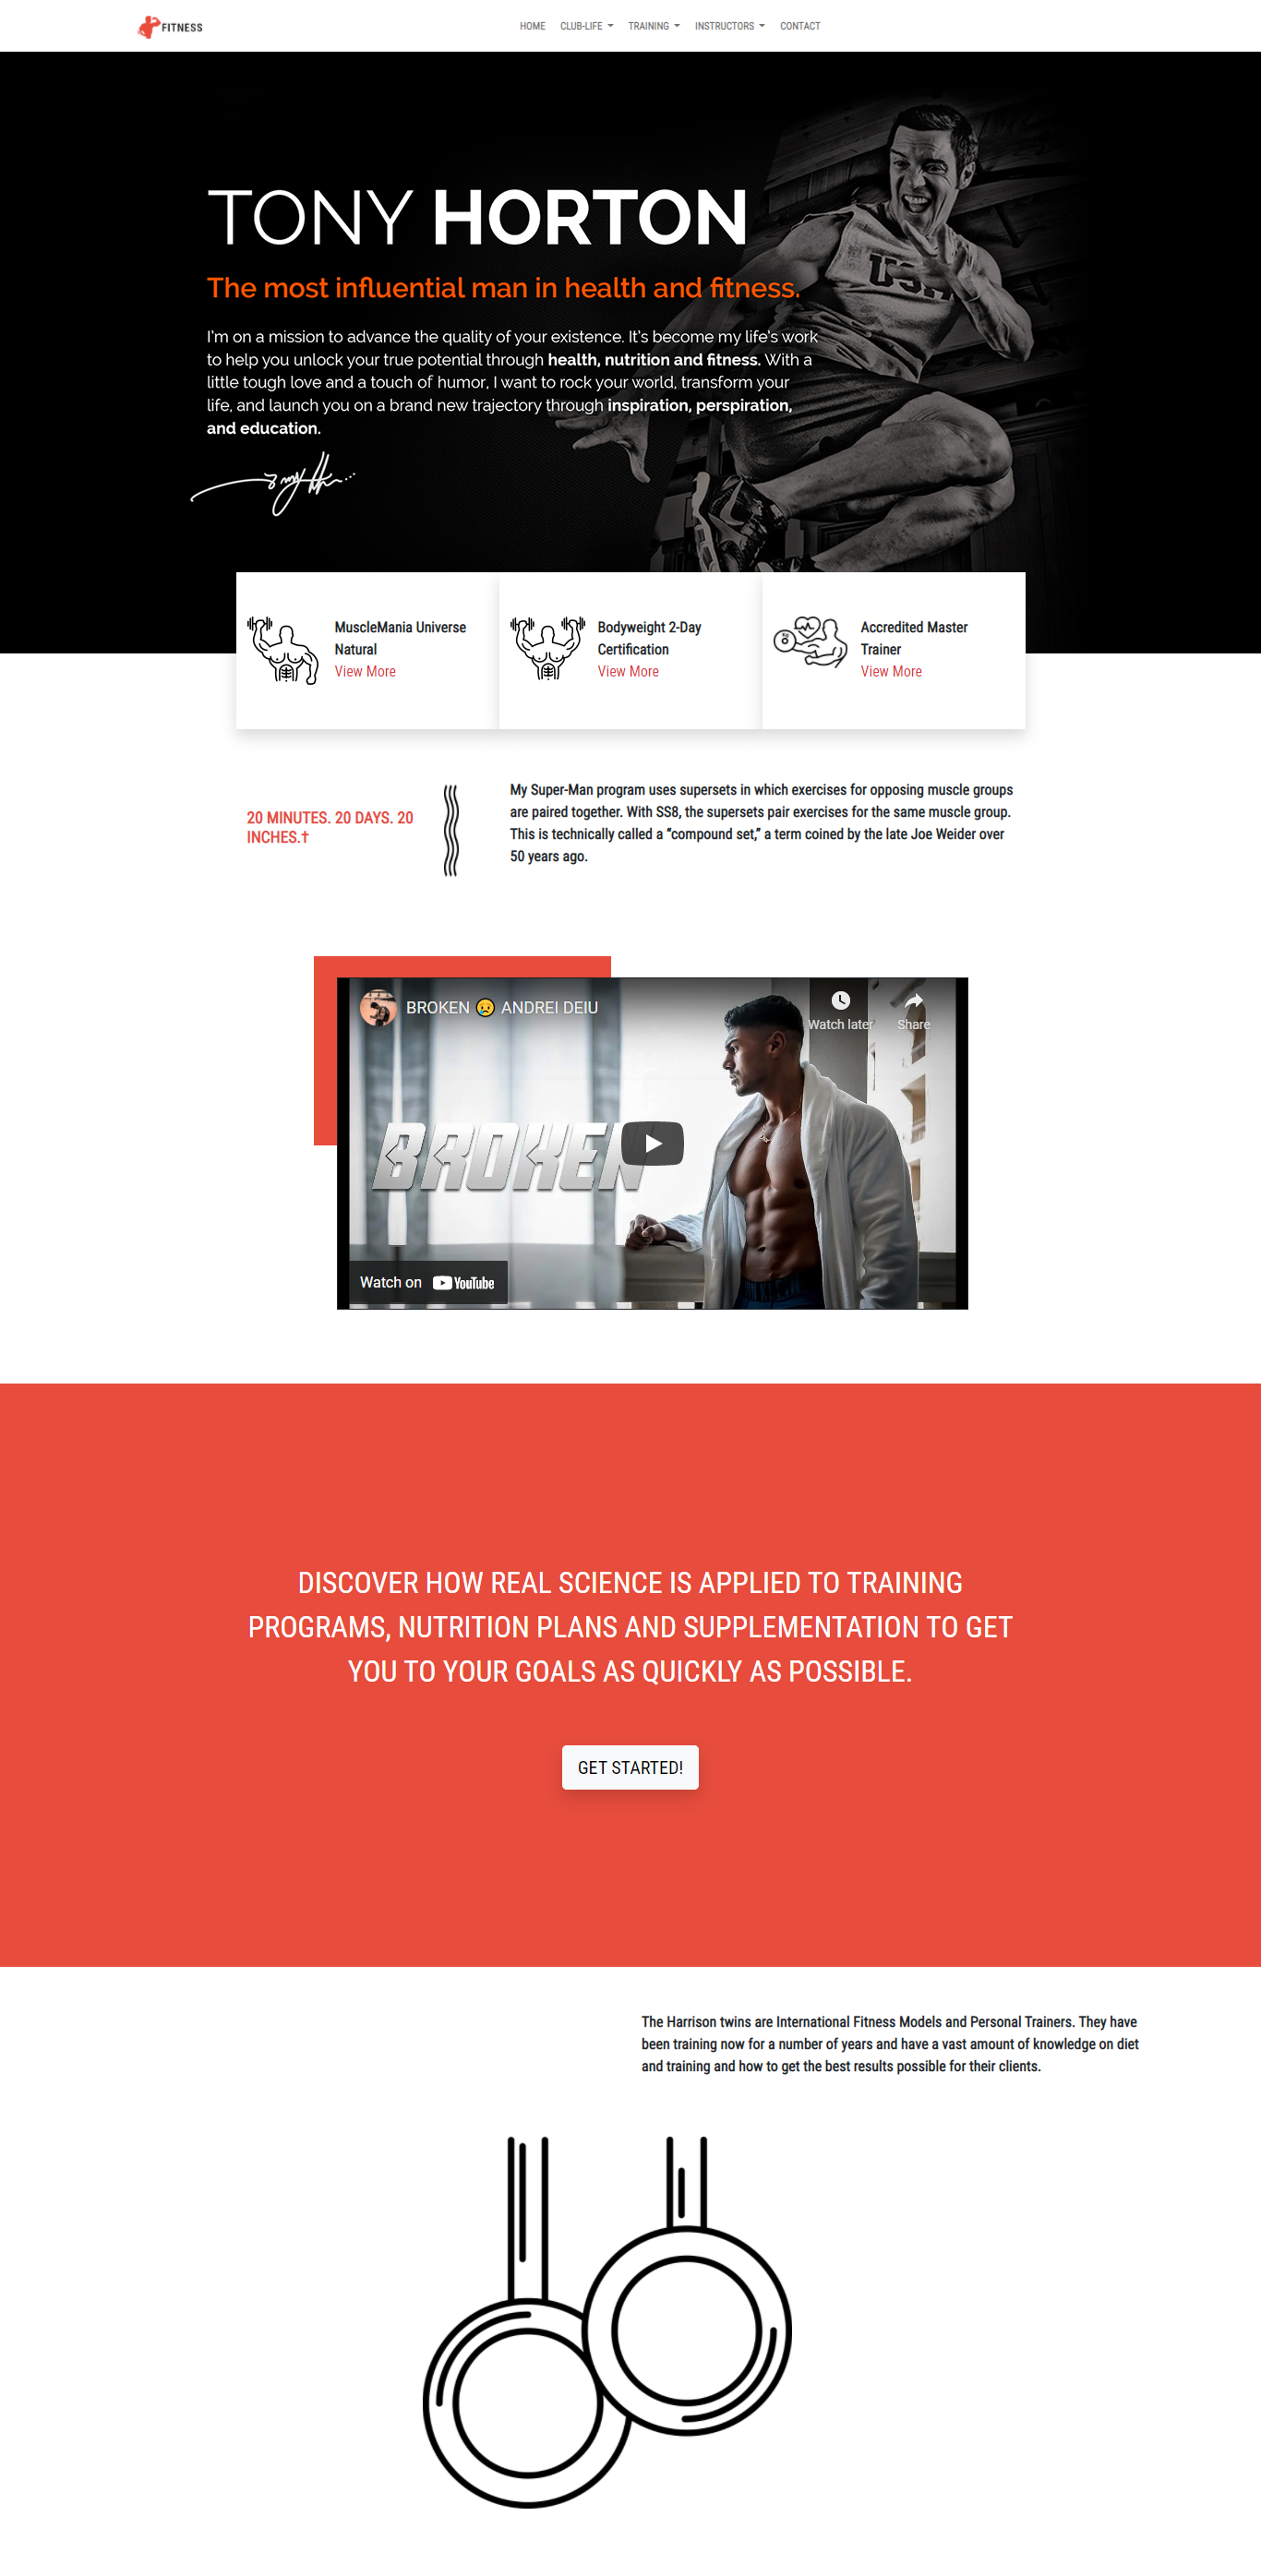 FITNESS
HOME CLUB-LIFE TRAINING INSTRUCTORS CONTACT
TONY HORTON
The most influential man in health and fitness.
I'm on a mission to advance the quality of your existence. It's become my life's work
to help you unlock your true potential through health, nutrition and fitness. With a
little tough love and a touch of humor, I want to rock your world, transform your
life, and launch you on a brand new trajectory through inspiration, perspiration,
and education.
MuscleMania Universe
Natural
View More
Bodyweight 2-Day
Certification
View More
Accredited Master
Trainer
View More
20 MINUTES. 20 DAYS. 20
INCHES.†
My Super-Man program uses supersets in which exercises for opposing muscle groups
are paired together. With SS8, the supersets pair exercises for the same muscle group.
This is technically called a “compound set,” a term coined by the late Joe Weider over
50 years ago.
BROKEN 😥 ANDREI DEIU
Watch later
Share
BROKEN
Watch on YouTube
DISCOVER HOW REAL SCIENCE IS APPLIED TO TRAINING
PROGRAMS, NUTRITION PLANS AND SUPPLEMENTATION TO GET
YOU TO YOUR GOALS AS QUICKLY AS POSSIBLE.
GET STARTED!
The Harrison twins are International Fitness Models and Personal Trainers. They have
been training now for a number of years and have a vast amount of knowledge on diet
and training and how to get the best results possible for their clients.